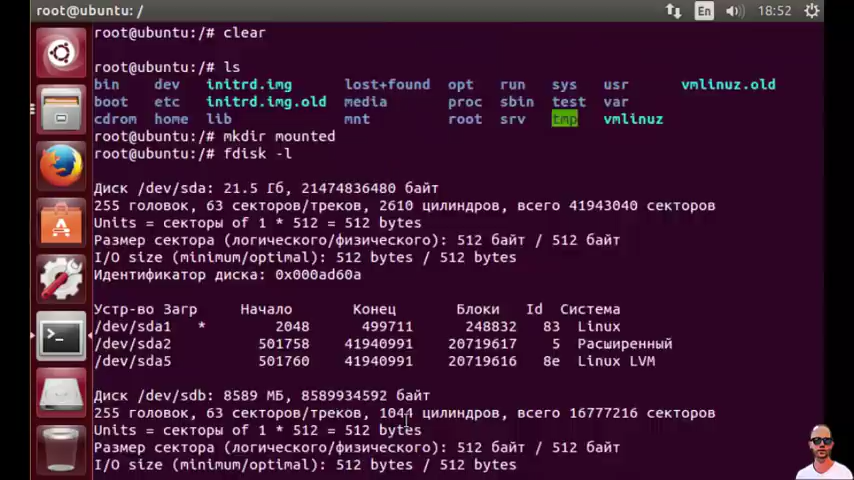 root@ubuntu: /
En
18:52
root@ubuntu:/# clear
root@ubuntu:/# ls
bin dev initrd.img lost+found opt run sys usr vmlinuz.old
boot etc initrd.img.old media proc sbin test var
cdrom home lib mnt root srv tmp vmlinuz
root@ubuntu:/# mkdir mounted
root@ubuntu:/# fdisk -l
Диск /dev/sda: 21.5 Гб, 21474836480 байт
255 головок, 63 секторов/треков, 2610 цилиндров, всего 41943040 секторов
Units = секторы of 1 * 512 = 512 bytes
Размер сектора (логического/физического): 512 байт / 512 байт
I/O size (minimum/optimal): 512 bytes / 512 bytes
Идентификатор диска: 0x000ad60a
Устр-во Загр Начало Конец Блоки Id Система
/dev/sda1 * 2048 499711 248832 83 Linux
/dev/sda2 501758 41940991 20719617 5 Расширенный
/dev/sda5 501760 41940991 20719616 8e Linux LVM
Диск /dev/sdb: 8589 МБ, 8589934592 байт
255 головок, 63 секторов/треков, 1044 цилиндров, всего 16777216 секторов
Units = секторы of 1 * 512 = 512 bytes
Размер сектора (логического/физического): 512 байт / 512 байт
I/O size (minimum/optimal): 512 bytes / 512 bytes